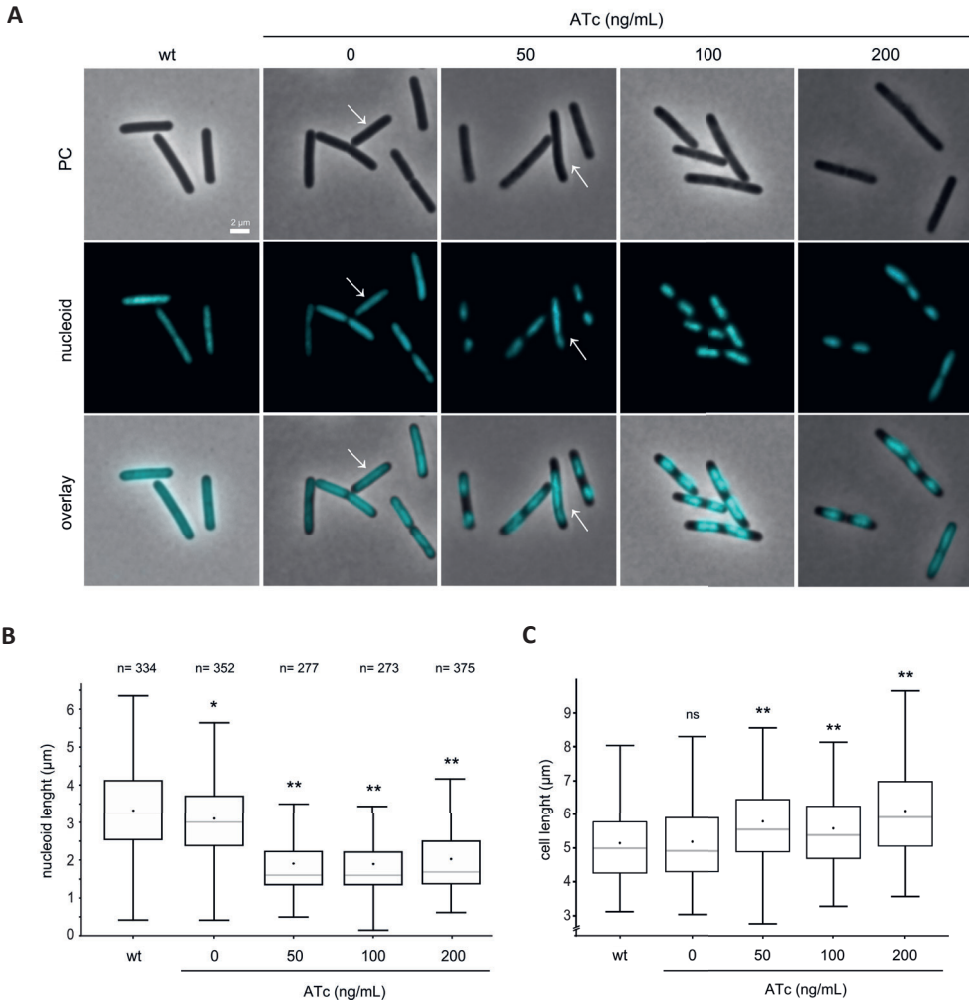 A
ATc (ng/mL)
wt 0 50 100 200
PC
2 µm
nucleoid
overlay
B
n= 334 n= 352 n= 277 n= 273 n= 375
nucleoid lenght (µm)
6
5
4
3
2
1
0
* ** ** **
wt 0 50 100 200
ATc (ng/mL)
C
cell lenght (µm)
9
8
7
6
5
4
3
ns ** ** **
wt 0 50 100 200
ATc (ng/mL)